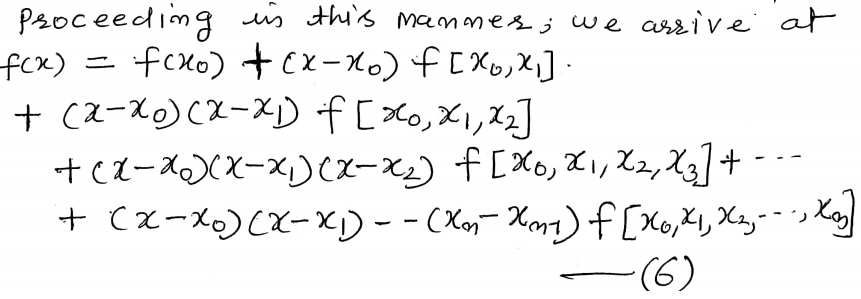 Proceeding in this manner, we arrive at
f(x) = f(x₀) + (x-x₀) f[x₀,x₁].
+ (x-x₀)(x-x₁) f[x₀,x₁,x₂]
+(x-x₀)(x-x₁)(x-x₂) f[x₀,x₁,x₂,x₃]+ ---
+ (x-x₀)(x-x₁)--(xₙ-xₙ₋₁) f[x₀,x₁,x₂,---,xₙ]
—(6)